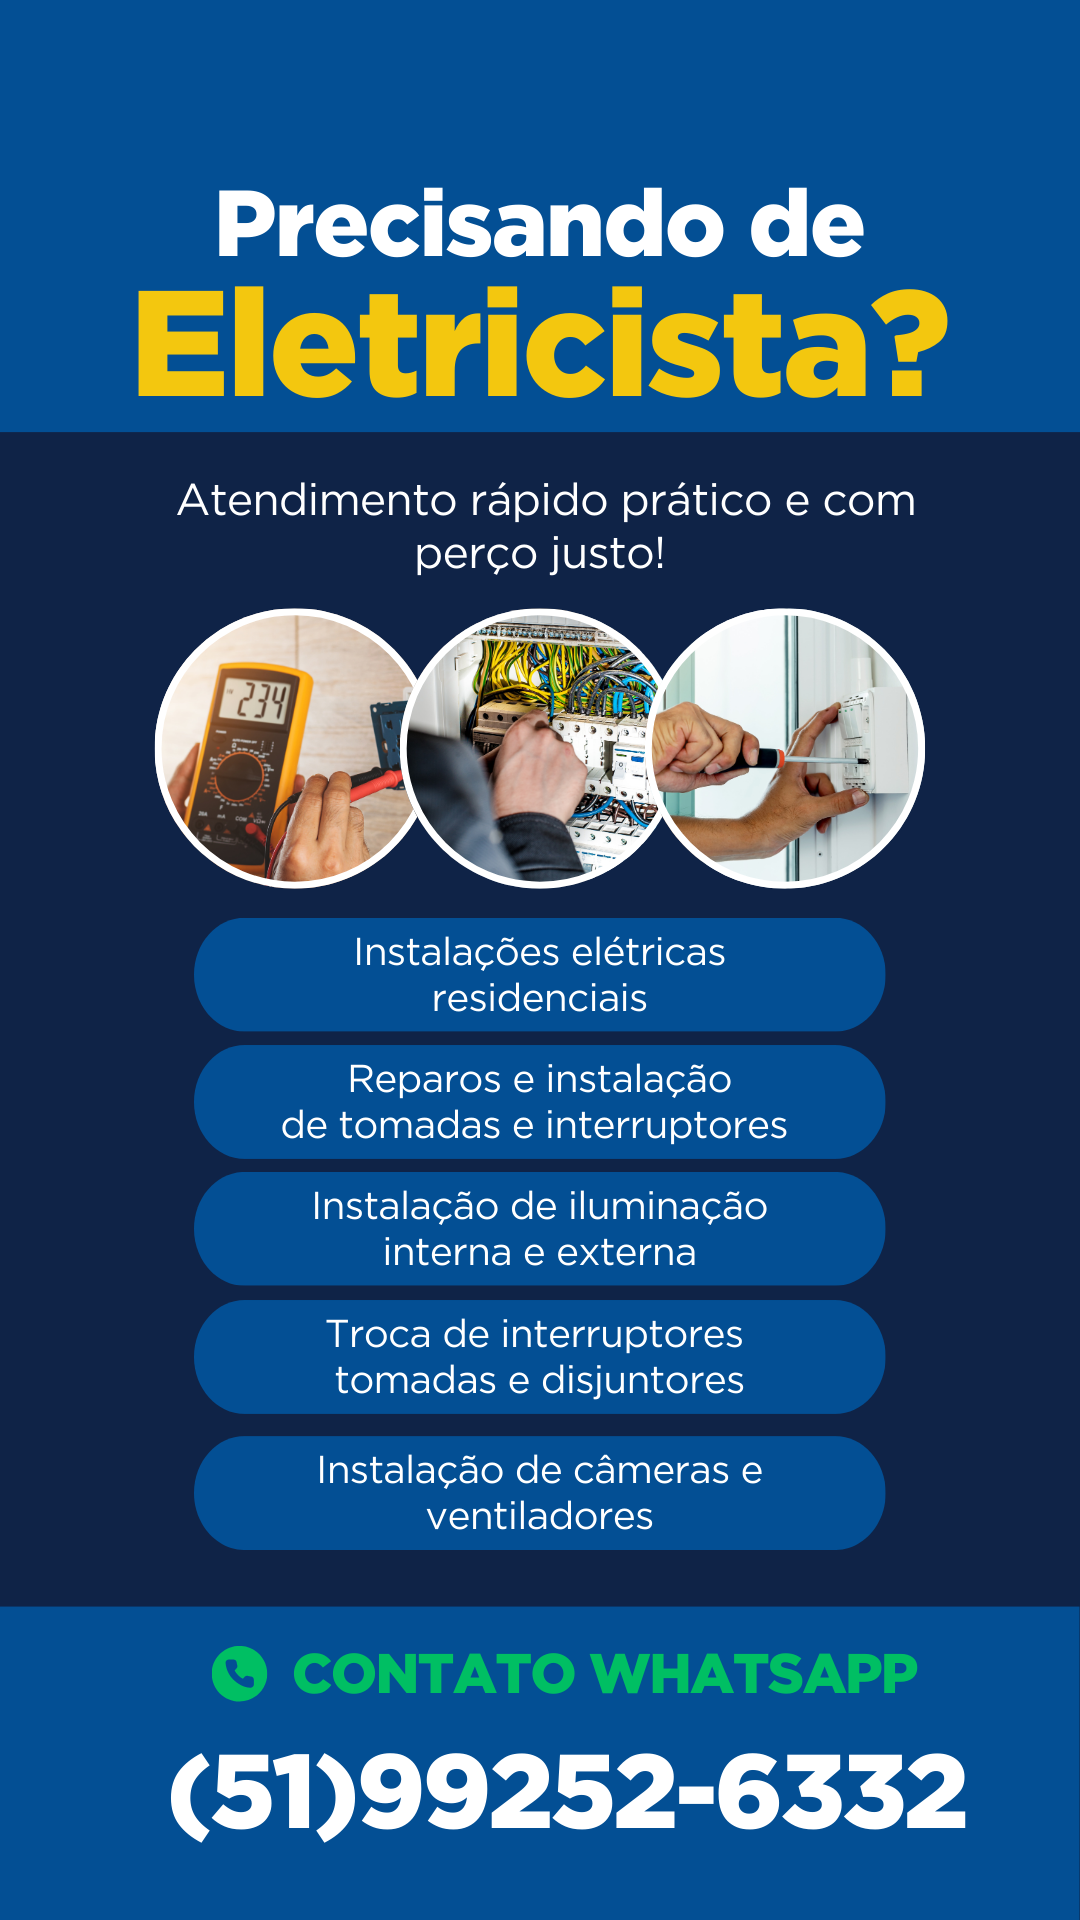 Precisando de
Eletricista?
Atendimento rápido prático e com
perço justo!
234
Instalações elétricas
residenciais
Reparos e instalação
de tomadas e interruptores
Instalação de iluminação
interna e externa
Troca de interruptores
tomadas e disjuntores
Instalação de câmeras e
ventiladores
CONTATO WHATSAPP
(51)99252-6332